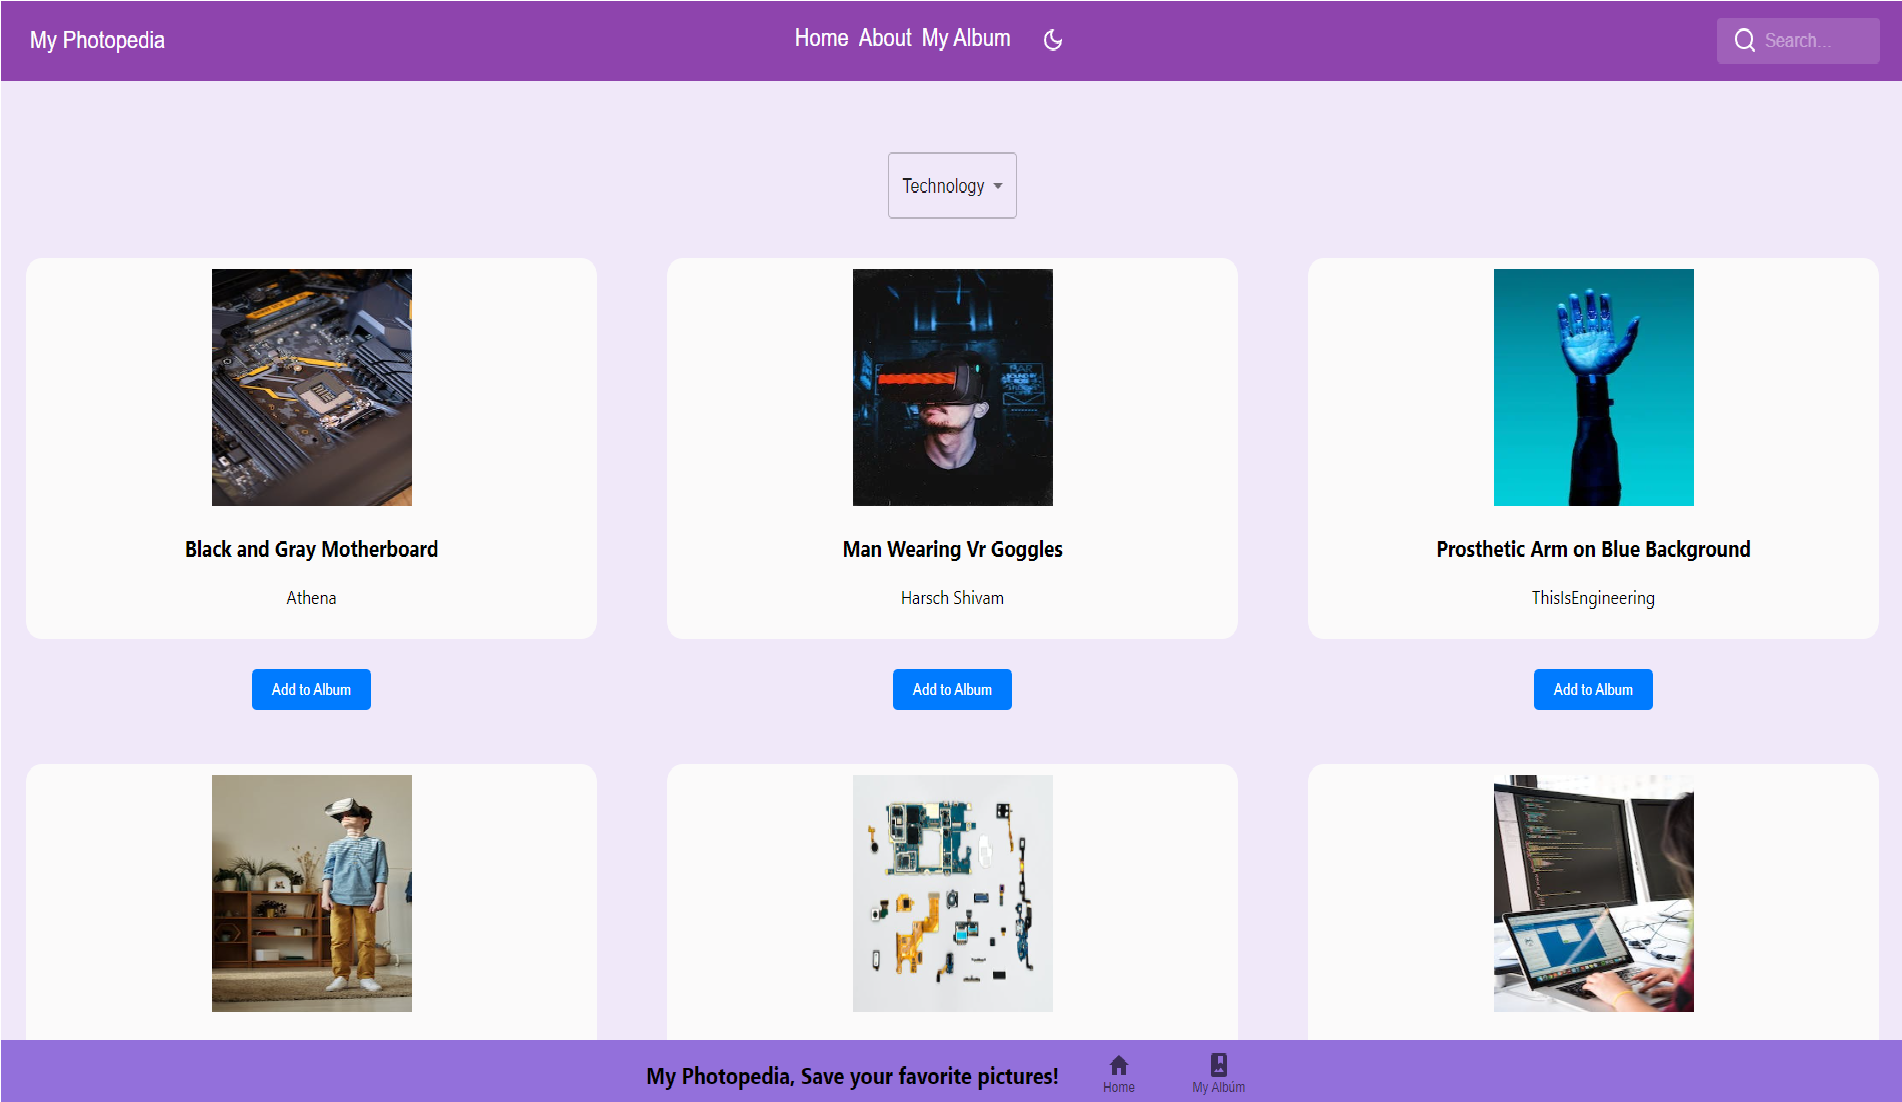 My Photopedia
Home About My Album
Search...
Technology
Black and Gray Motherboard
Athena
Man Wearing Vr Goggles
Harsch Shivam
Prosthetic Arm on Blue Background
ThisIsEngineering
Add to Album
Add to Album
Add to Album
My Photopedia, Save your favorite pictures!
Home
My Albúm